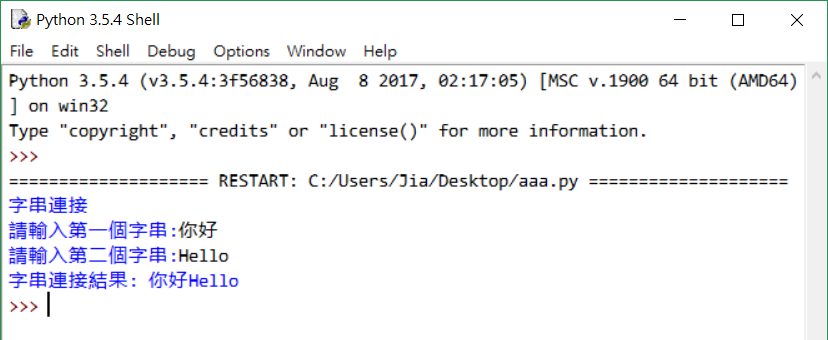 Python 3.5.4 Shell
File Edit Shell Debug Options Window Help
Python 3.5.4 (v3.5.4:3f56838, Aug  8 2017, 02:17:05) [MSC v.1900 64 bit (AMD64)
] on win32
Type "copyright", "credits" or "license()" for more information.
>>>
==================== RESTART: C:/Users/Jia/Desktop/aaa.py ====================
字串連接
請輸入第一個字串:你好
請輸入第二個字串:Hello
字串連接結果: 你好Hello
>>>